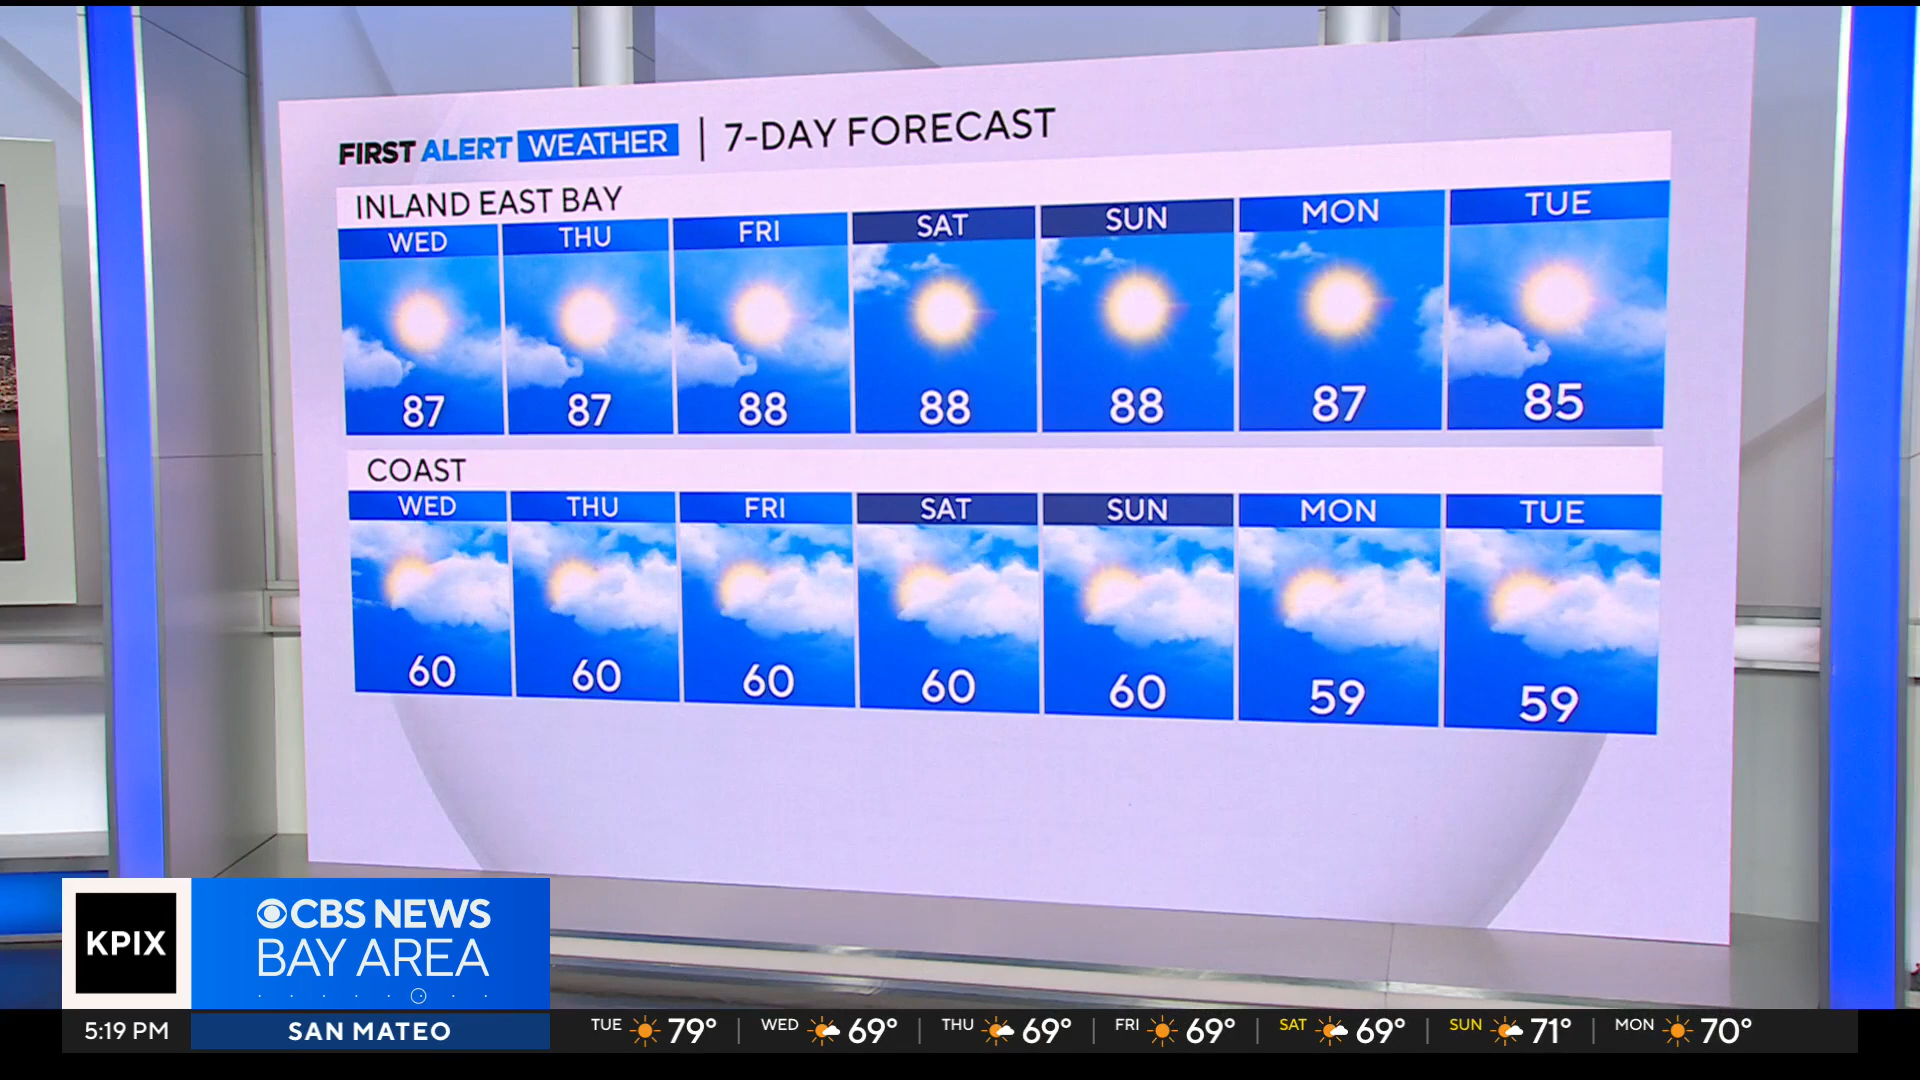 FIRST ALERT WEATHER | 7-DAY FORECAST
INLAND EAST BAY
WED THU FRI SAT SUN MON TUE
87 87 88 88 88 87 85
COAST
WED THU FRI SAT SUN MON TUE
60 60 60 60 60 59 59
KPIX
CBS NEWS
BAY AREA
5:19 PM SAN MATEO TUE 79° | WED 69° | THU 69° | FRI 69° | SAT 69° | SUN 71° | MON 70°